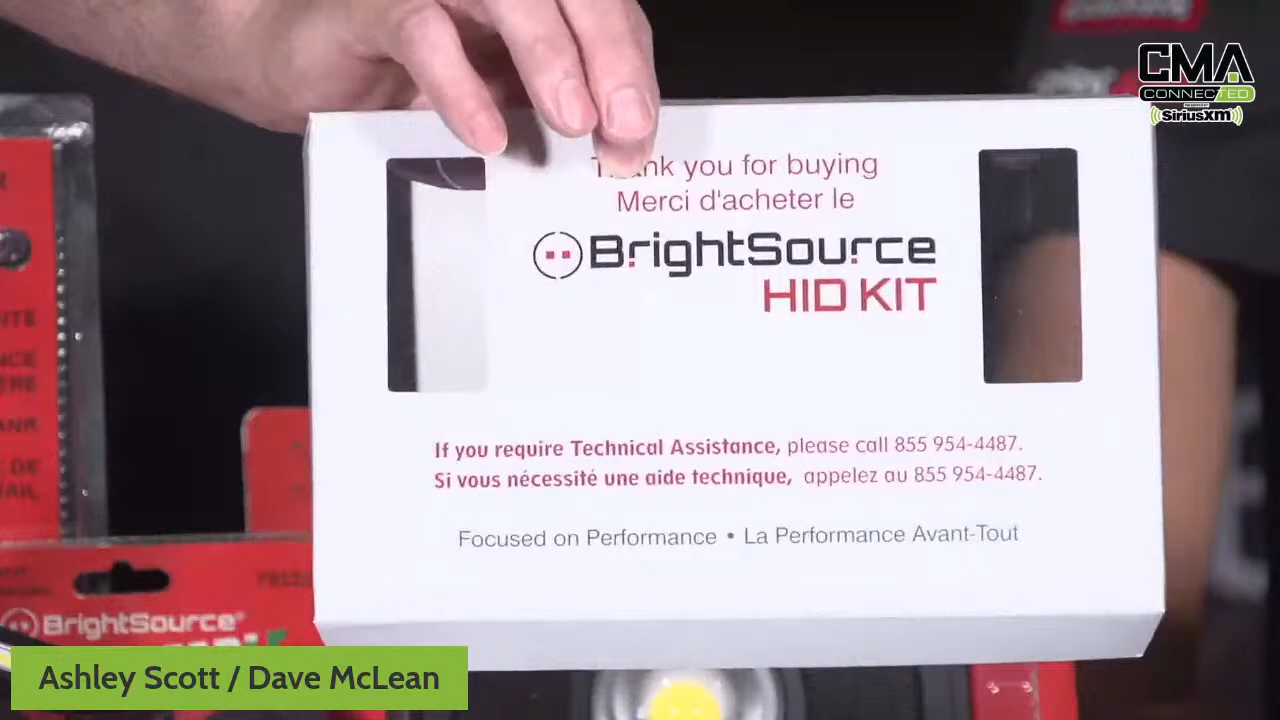 CMA
CONNECTED
SiriusXM
Thank you for buying
Merci d'acheter le
BrightSource
HID KIT
If you require Technical Assistance, please call 855 954-4487.
Si vous nécessité une aide technique, appelez au 855 954-4487.
Focused on Performance • La Performance Avant-Tout
BrightSource®
Ashley Scott / Dave McLean